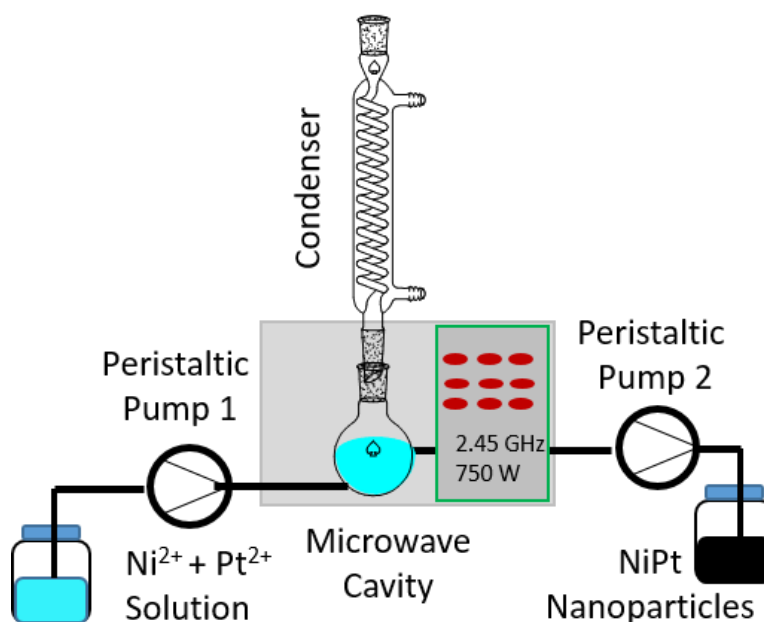 Condenser
Peristaltic
Pump 1
Peristaltic
Pump 2
2.45 GHz
750 W
Ni²⁺ + Pt²⁺
Solution
Microwave
Cavity
NiPt
Nanoparticles